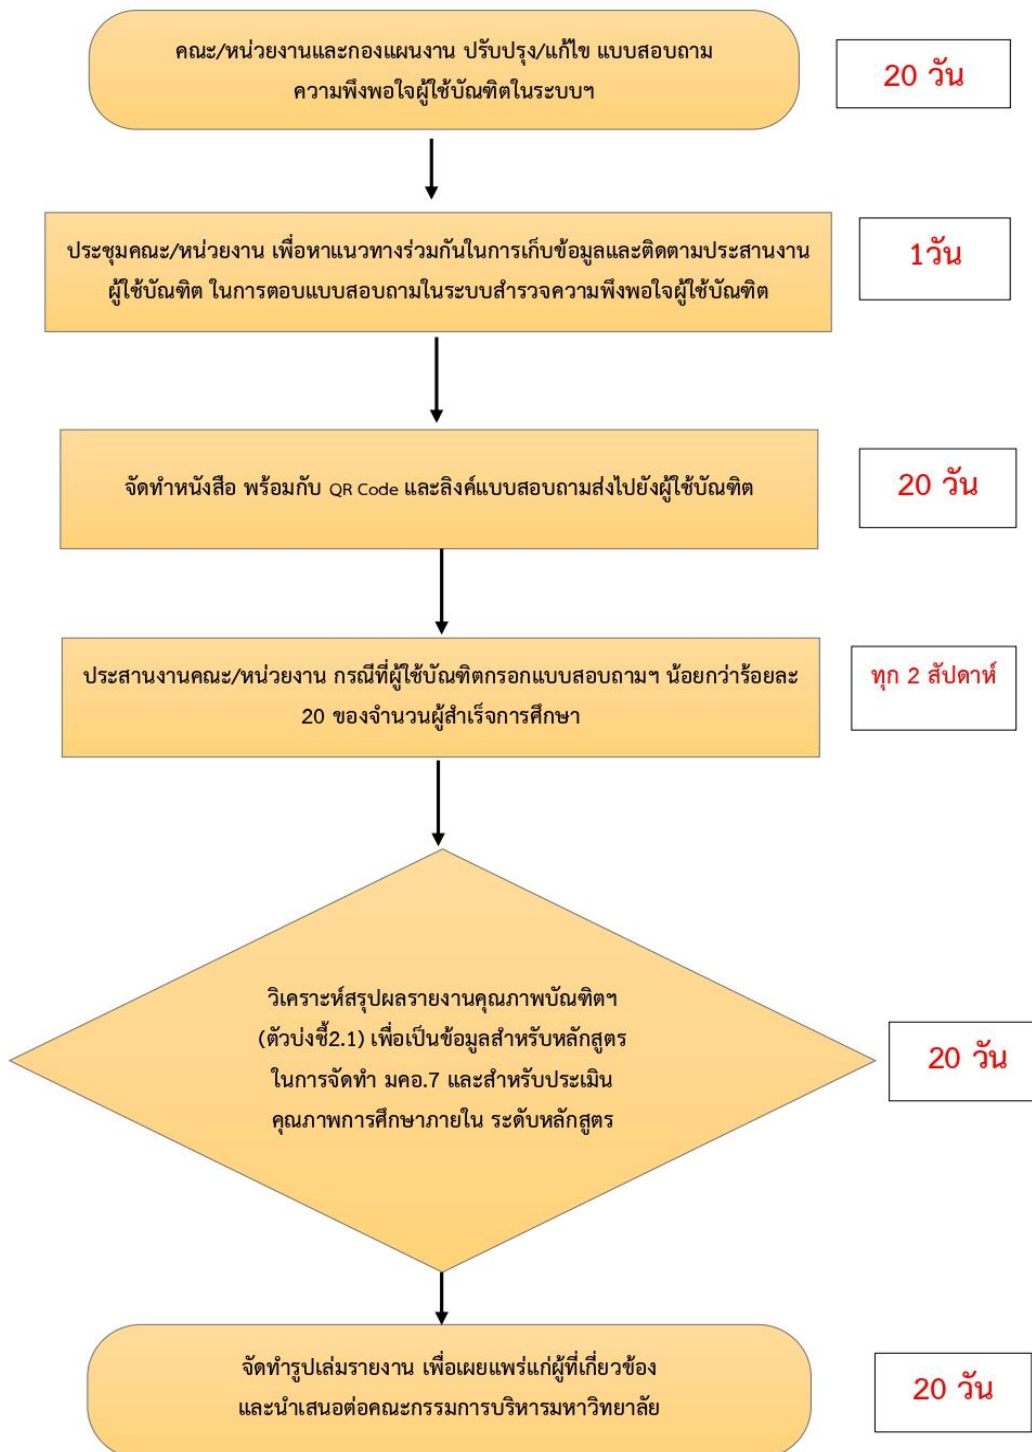 คณะ/หน่วยงานและกองแผนงาน ปรับปรุง/แก้ไข แบบสอบถาม
ความพึงพอใจผู้ใช้บัณฑิตในระบบฯ
20 วัน
ประชุมคณะ/หน่วยงาน เพื่อหาแนวทางร่วมกันในการเก็บข้อมูลและติดตามประสานงาน
ผู้ใช้บัณฑิต ในการตอบแบบสอบถามในระบบสำรวจความพึงพอใจผู้ใช้บัณฑิต
1วัน
จัดทำหนังสือ พร้อมกับ QR Code และลิงค์แบบสอบถามส่งไปยังผู้ใช้บัณฑิต
20 วัน
ประสานงานคณะ/หน่วยงาน กรณีที่ผู้ใช้บัณฑิตกรอกแบบสอบถามฯ น้อยกว่าร้อยละ
20 ของจำนวนผู้สำเร็จการศึกษา
ทุก 2 สัปดาห์
วิเคราะห์สรุปผลรายงานคุณภาพบัณฑิตฯ
(ตัวบ่งชี้2.1) เพื่อเป็นข้อมูลสำหรับหลักสูตร
ในการจัดทำ มคอ.7 และสำหรับประเมิน
คุณภาพการศึกษาภายใน ระดับหลักสูตร
20 วัน
จัดทำรูปเล่มรายงาน เพื่อเผยแพร่แก่ผู้ที่เกี่ยวข้อง
และนำเสนอต่อคณะกรรมการบริหารมหาวิทยาลัย
20 วัน